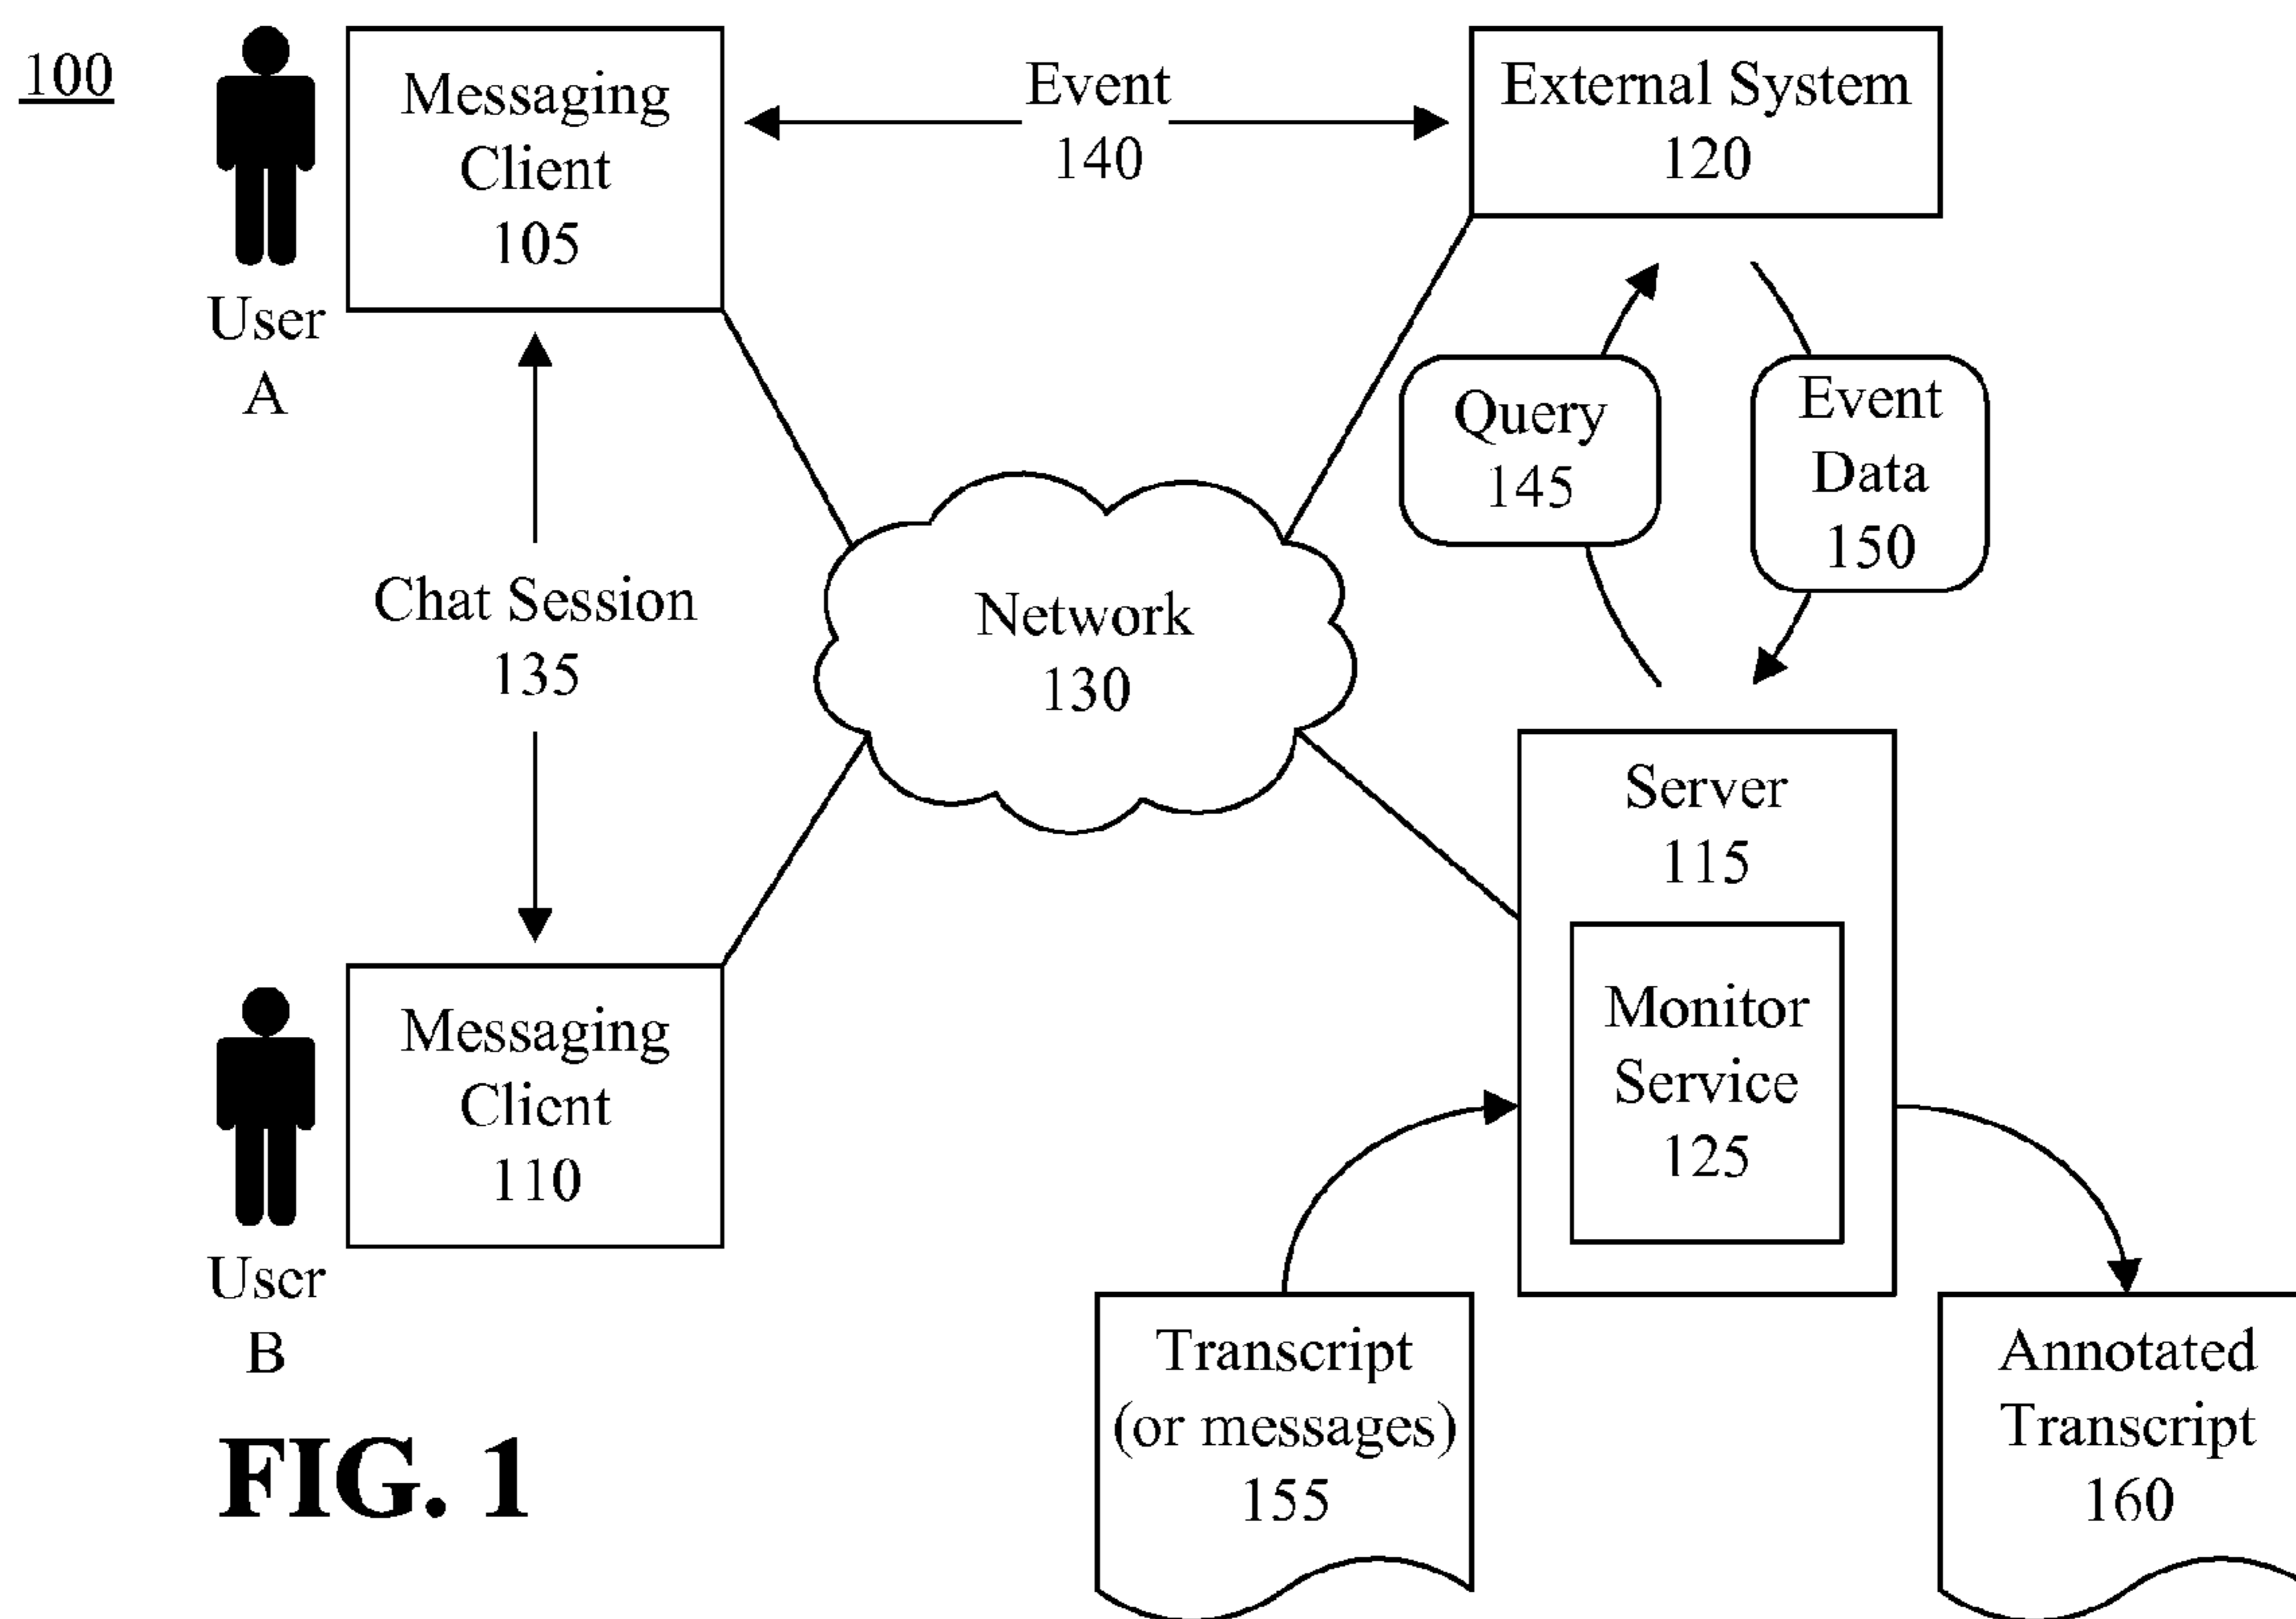 100
Messaging
Client
105
User
A
Event
140
External System
120
Query
145
Event
Data
150
Chat Session
135
Network
130
Server
115
Monitor
Service
125
Messaging
Client
110
User
B
Transcript
(or messages)
155
Annotated
Transcript
160
FIG. 1